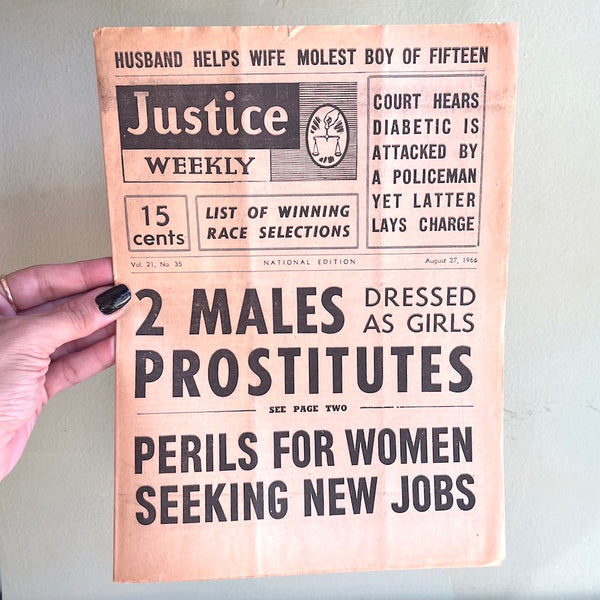 HUSBAND HELPS WIFE MOLEST BOY OF FIFTEEN
Justice
WEEKLY
COURT HEARS
DIABETIC IS
ATTACKED BY
A POLICEMAN
YET LATTER
LAYS CHARGE
15
cents
LIST OF WINNING
RACE SELECTIONS
Vol. 21, No. 35 NATIONAL EDITION August 27, 1966
2 MALES DRESSED
AS GIRLS
PROSTITUTES
SEE PAGE TWO
PERILS FOR WOMEN
SEEKING NEW JOBS